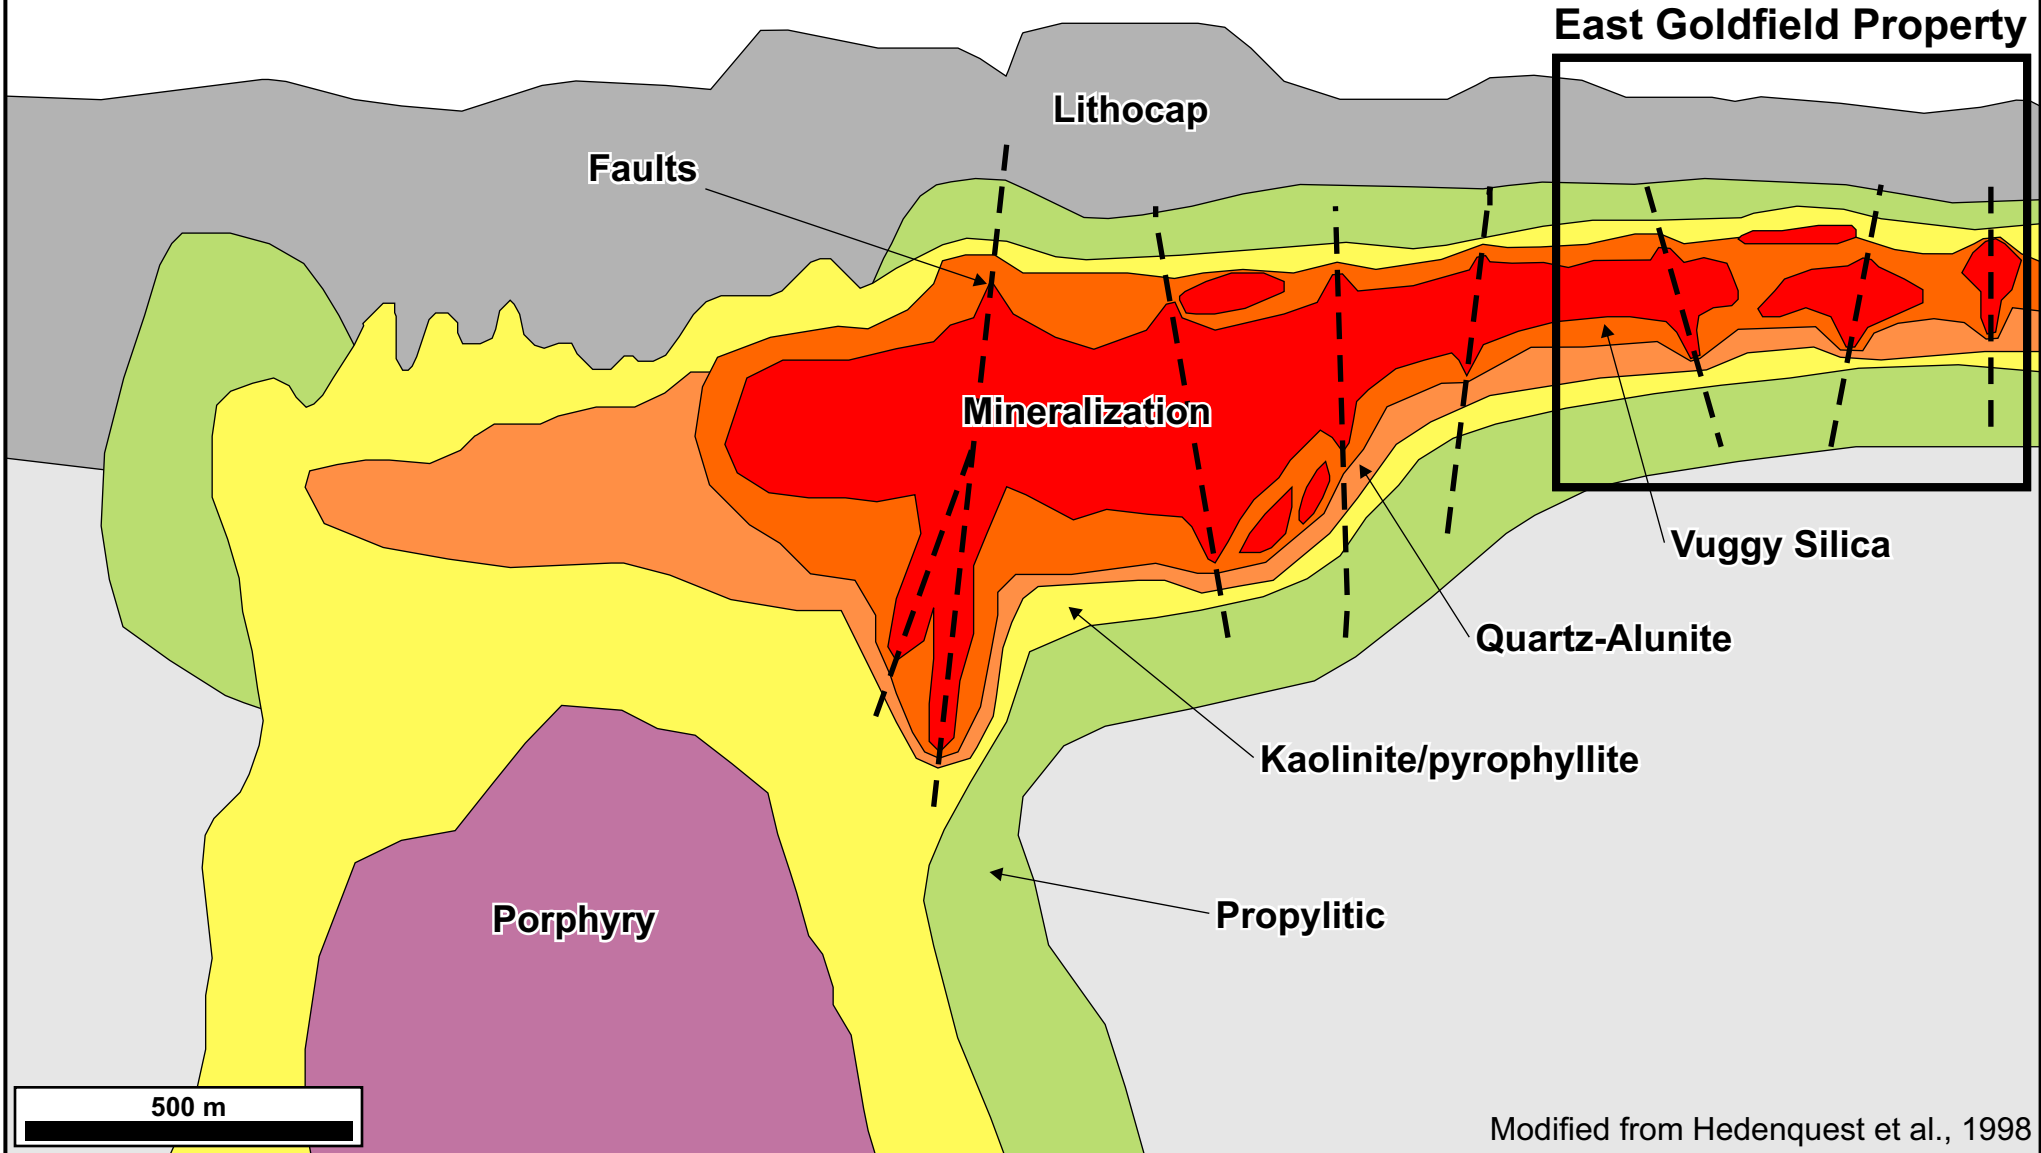 East Goldfield Property
Lithocap
Faults
Mineralization
Vuggy Silica
Quartz-Alunite
Kaolinite/pyrophyllite
Porphyry
Propylitic
500 m
Modified from Hedenquest et al., 1998